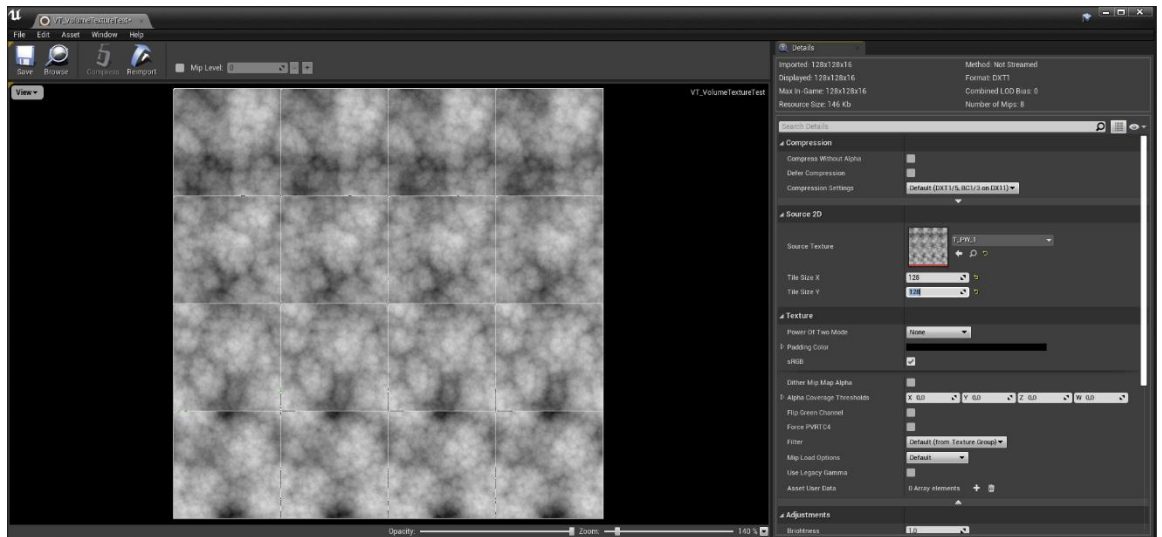 VT_VolumeTextureTest*
File Edit Asset Window Help
Save Browse Compress Reimport Mip Level: 0
View
VT_VolumeTextureTest
Opacity: Zoom: 140 %
Details
Imported: 128x128x16 Method: Not Streamed
Displayed: 128x128x16 Format: DXT1
Max In-Game: 128x128x16 Combined LOD Bias: 0
Resource Size: 146 Kb Number of Mips: 8
Search Details
Compression
Compress Without Alpha
Defer Compression
Compression Settings Default (DXT1/5, BC1/3 on DX11)
Source 2D
Source Texture T_PW_1
Tile Size X 128
Tile Size Y 128
Texture
Power Of Two Mode None
Padding Color
sRGB
Dither Mip Map Alpha
Alpha Coverage Thresholds X 0,0 Y 0,0 Z 0,0 W 0,0
Flip Green Channel
Force PVRTC4
Filter Default (from Texture Group)
Mip Load Options Default
Use Legacy Gamma
Asset User Data 0 Array elements
Adjustments
Brightness 1,0